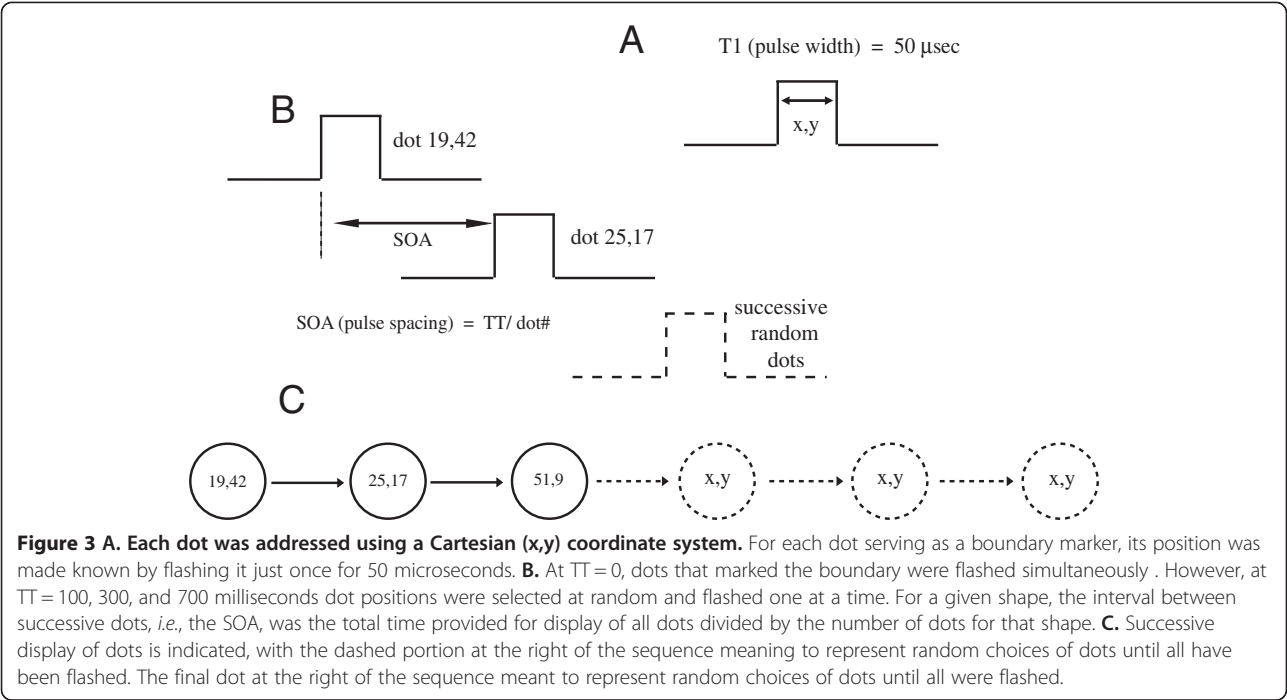 A
T1 (pulse width) = 50 μsec
x,y
B
dot 19,42
SOA
dot 25,17
SOA (pulse spacing) = TT/ dot#
successive
random
dots
C
19,42
25,17
51,9
x,y
x,y
x,y
Figure 3 A. Each dot was addressed using a Cartesian (x,y) coordinate system. For each dot serving as a boundary marker, its position was
made known by flashing it just once for 50 microseconds. B. At TT = 0, dots that marked the boundary were flashed simultaneously . However, at
TT = 100, 300, and 700 milliseconds dot positions were selected at random and flashed one at a time. For a given shape, the interval between
successive dots, i.e., the SOA, was the total time provided for display of all dots divided by the number of dots for that shape. C. Successive
display of dots is indicated, with the dashed portion at the right of the sequence meaning to represent random choices of dots until all have
been flashed. The final dot at the right of the sequence meant to represent random choices of dots until all were flashed.